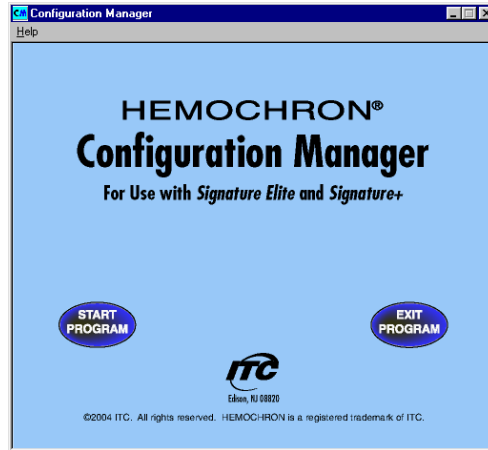 CM Configuration Manager
Help
HEMOCHRON®
Configuration Manager
For Use with Signature Elite and Signature+
START
PROGRAM
EXIT
PROGRAM
ITC
Edison, NJ 08820
©2004 ITC. All rights reserved. HEMOCHRON is a registered trademark of ITC.